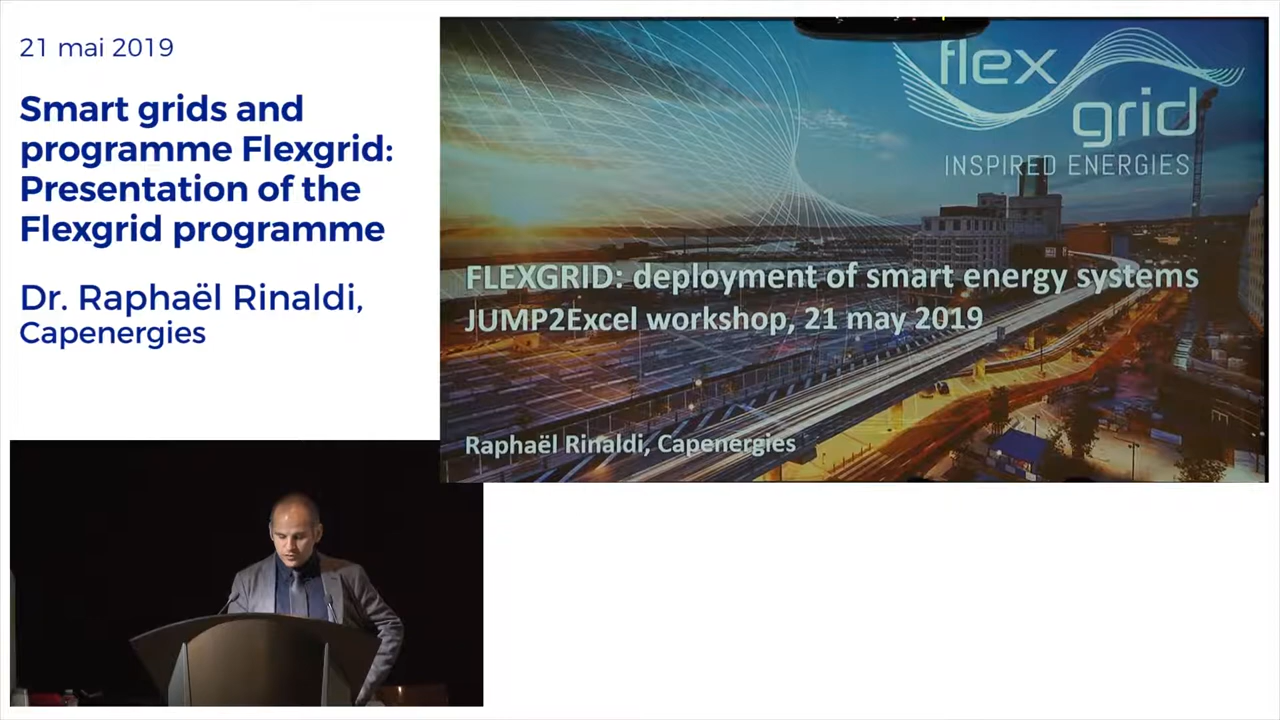 21 mai 2019
Smart grids and
programme Flexgrid:
Presentation of the
Flexgrid programme
Dr. Raphaël Rinaldi,
Capenergies
flex
grid
INSPIRED ENERGIES
FLEXGRID: deployment of smart energy systems
JUMP2Excel workshop, 21 may 2019
Raphaël Rinaldi, Capenergies